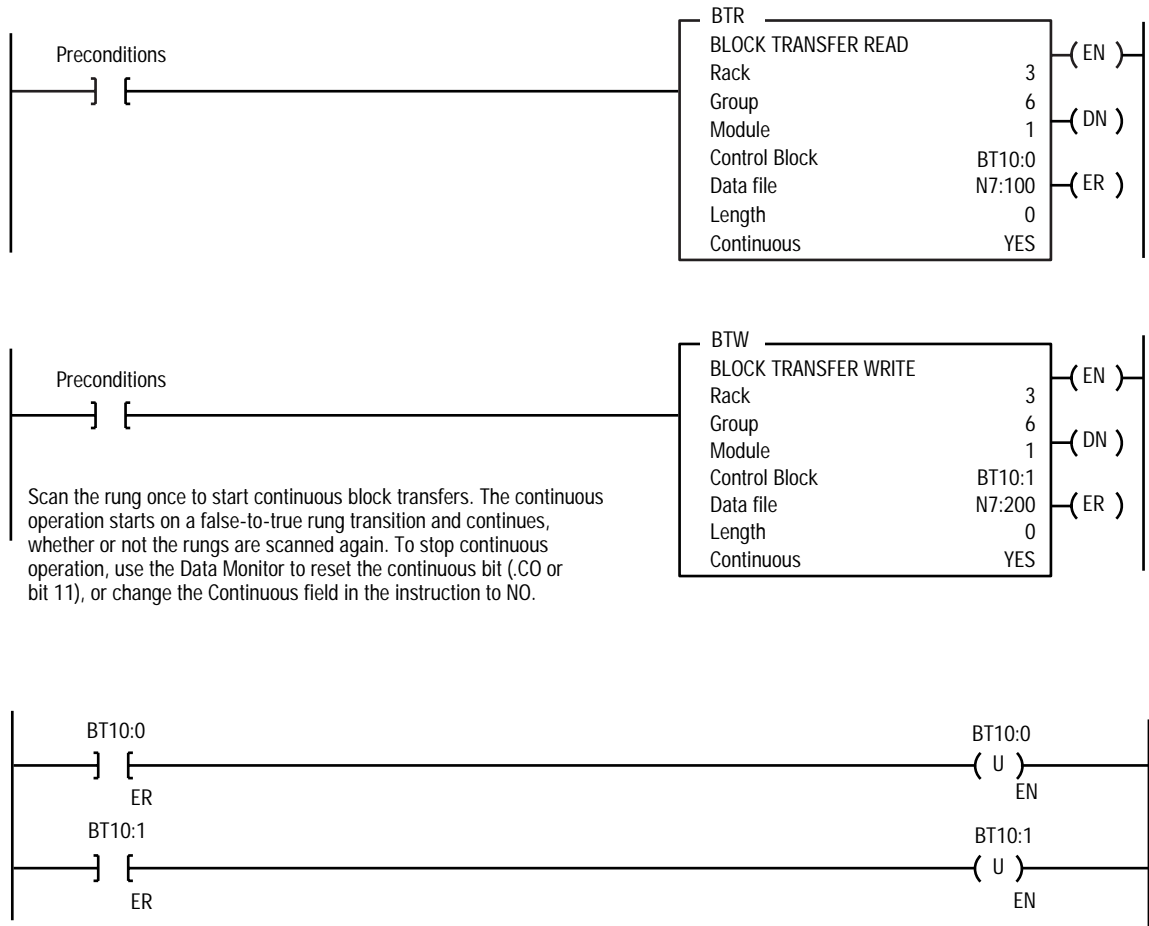 BTR
BLOCK TRANSFER READ
Preconditions
EN
Rack 3
Group 6
DN
Module 1
Control Block BT10:0
Data file N7:100
ER
Length 0
Continuous YES
BTW
BLOCK TRANSFER WRITE
Preconditions
EN
Rack 3
Group 6
DN
Module 1
Control Block BT10:1
Data file N7:200
ER
Length 0
Continuous YES
Scan the rung once to start continuous block transfers. The continuous
operation starts on a false-to-true rung transition and continues,
whether or not the rungs are scanned again. To stop continuous
operation, use the Data Monitor to reset the continuous bit (.CO or
bit 11), or change the Continuous field in the instruction to NO.
BT10:0 BT10:0
U
ER EN
BT10:1 BT10:1
U
ER EN